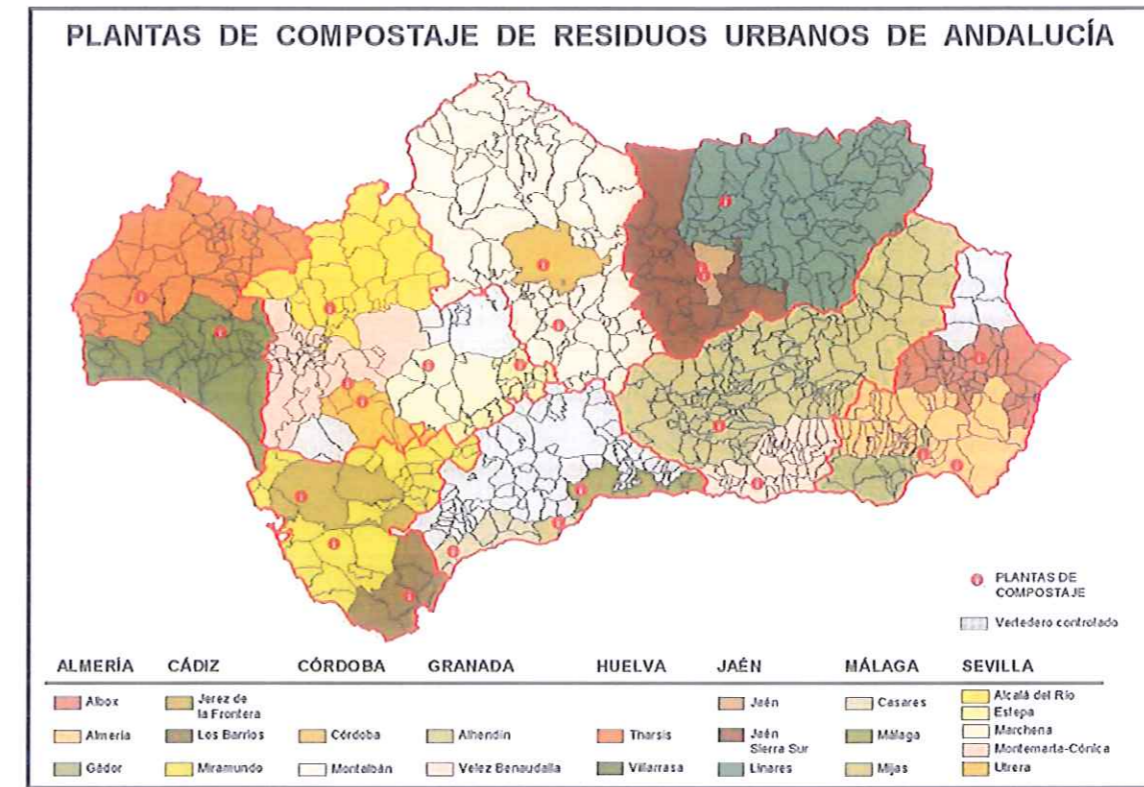 PLANTAS DE COMPOSTAJE DE RESIDUOS URBANOS DE ANDALUCÍA
PLANTAS DE
COMPOSTAJE
Vertedero controlado
ALMERÍA CÁDIZ CÓRDOBA GRANADA HUELVA JAÉN MÁLAGA SEVILLA
Albox
Almería
Gádor
Jerez de
la Frontera
Los Barrios
Miramundo
Córdoba
Montalbán
Alhendín
Velez Benaudalla
Tharsis
Villarrasa
Jaén
Jaén
Sierra Sur
Linares
Casares
Málaga
Mijas
Alcalá del Río
Estepa
Marchena
Montemarta-Cónica
Utrera